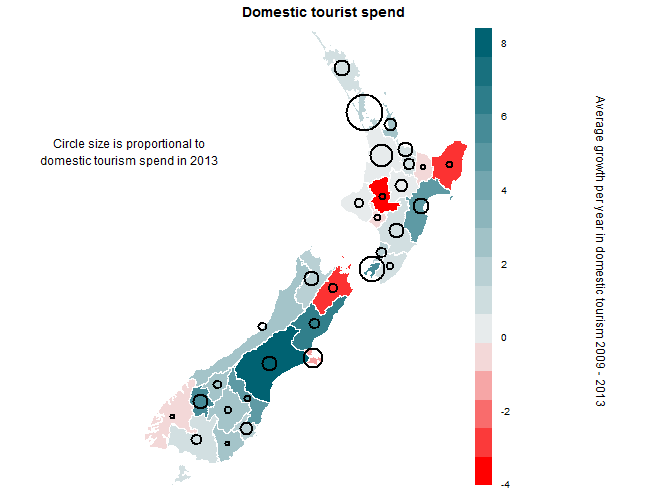 Domestic tourist spend
Circle size is proportional to
domestic tourism spend in 2013
8
6
4
2
0
-2
-4
Average growth per year in domestic tourism 2009 - 2013